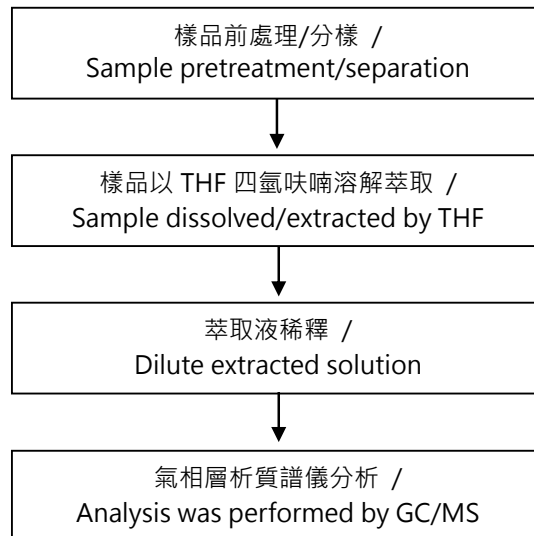 樣品前處理/分樣 /
Sample pretreatment/separation
樣品以 THF 四氫呋喃溶解萃取 /
Sample dissolved/extracted by THF
萃取液稀釋 /
Dilute extracted solution
氣相層析質譜儀分析 /
Analysis was performed by GC/MS